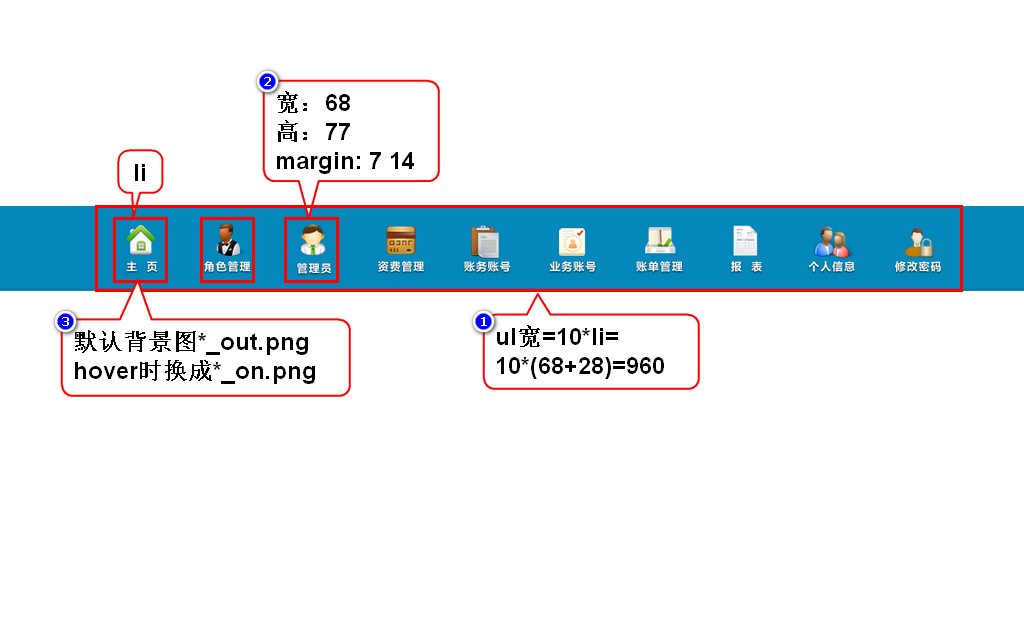 ②
宽：68
高：77
margin: 7 14
li
主 页
角色管理
管理员
资费管理
账务账号
业务账号
账单管理
报 表
个人信息
修改密码
③
默认背景图*_out.png
hover时换成*_on.png
①
ul宽=10*li=
10*(68+28)=960